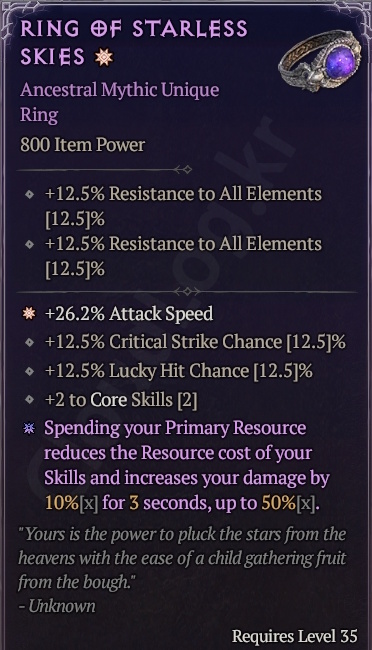 RING OF STARLESS
SKIES
Ancestral Mythic Unique
Ring
800 Item Power
+12.5% Resistance to All Elements
[12.5]%
+12.5% Resistance to All Elements
[12.5]%
+26.2% Attack Speed
+12.5% Critical Strike Chance [12.5]%
+12.5% Lucky Hit Chance [12.5]%
+2 to Core Skills [2]
Spending your Primary Resource
reduces the Resource cost of your
Skills and increases your damage by
10%[x] for 3 seconds, up to 50%[x].
"Yours is the power to pluck the stars from the
heavens with the ease of a child gathering fruit
from the bough."
- Unknown
Requires Level 35